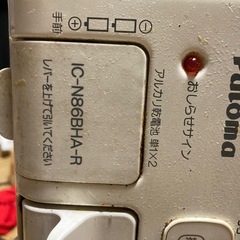 Paloma
おしらせサイン
アルカリ乾電池 単1×2
手前
IC-N86BHA-R
レバーを上げて引いてください